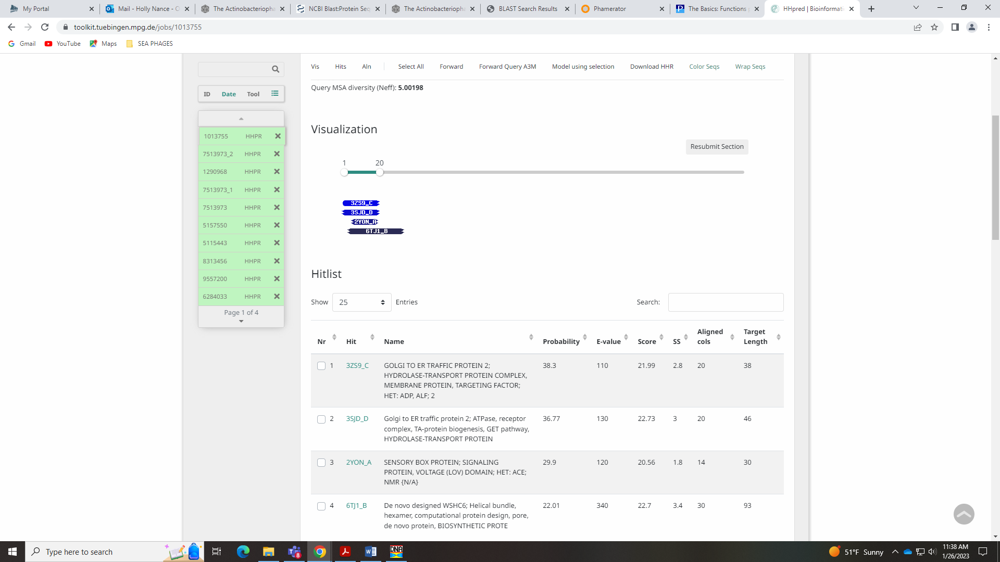 My Portal
Mail - Holly Nance - O
The Actinobacteriopha
NCBI Blast:Protein Seq
The Actinobacteriopha
BLAST Search Results
Phamerator
The Basics: Functions
HHpred | Bioinformati
toolkit.tuebingen.mpg.de/jobs/1013755
Gmail
YouTube
Maps
SEA PHAGES
Vis Hits Aln Select All Forward Forward Query A3M Model using selection Download HHR Color Seqs Wrap Seqs
ID Date Tool
1013755 HHPR
7513973_2 HHPR
1290968 HHPR
7513973_1 HHPR
7513973 HHPR
5157550 HHPR
5115443 HHPR
8313456 HHPR
9557200 HHPR
6284033 HHPR
Page 1 of 4
Query MSA diversity (Neff): 5.00198
Visualization
Resubmit Section
1 20
3ZS9_C
3SJD_D
2YON_A
6TJ1_B
Hitlist
Show 25 Entries Search:
Nr Hit Name Probability E-value Score SS Aligned cols Target Length
1 3ZS9_C GOLGI TO ER TRAFFIC PROTEIN 2; 38.3 110 21.99 2.8 20 38
HYDROLASE-TRANSPORT PROTEIN COMPLEX,
MEMBRANE PROTEIN, TARGETING FACTOR;
HET: ADP, ALF; 2
2 3SJD_D Golgi to ER traffic protein 2; ATPase, receptor 36.77 130 22.73 3 20 46
complex, TA-protein biogenesis, GET pathway,
HYDROLASE-TRANSPORT PROTEIN
3 2YON_A SENSORY BOX PROTEIN; SIGNALING 29.9 120 20.56 1.8 14 30
PROTEIN, VOLTAGE (LOV) DOMAIN; HET: ACE;
NMR {N/A}
4 6TJ1_B De novo designed WSHC6; Helical bundle, 22.01 340 22.7 3.4 30 93
hexamer, computational protein design, pore,
de novo protein, BIOSYNTHETIC PROTE
Type here to search
8
DNA
51°F Sunny
11:38 AM
1/26/2023